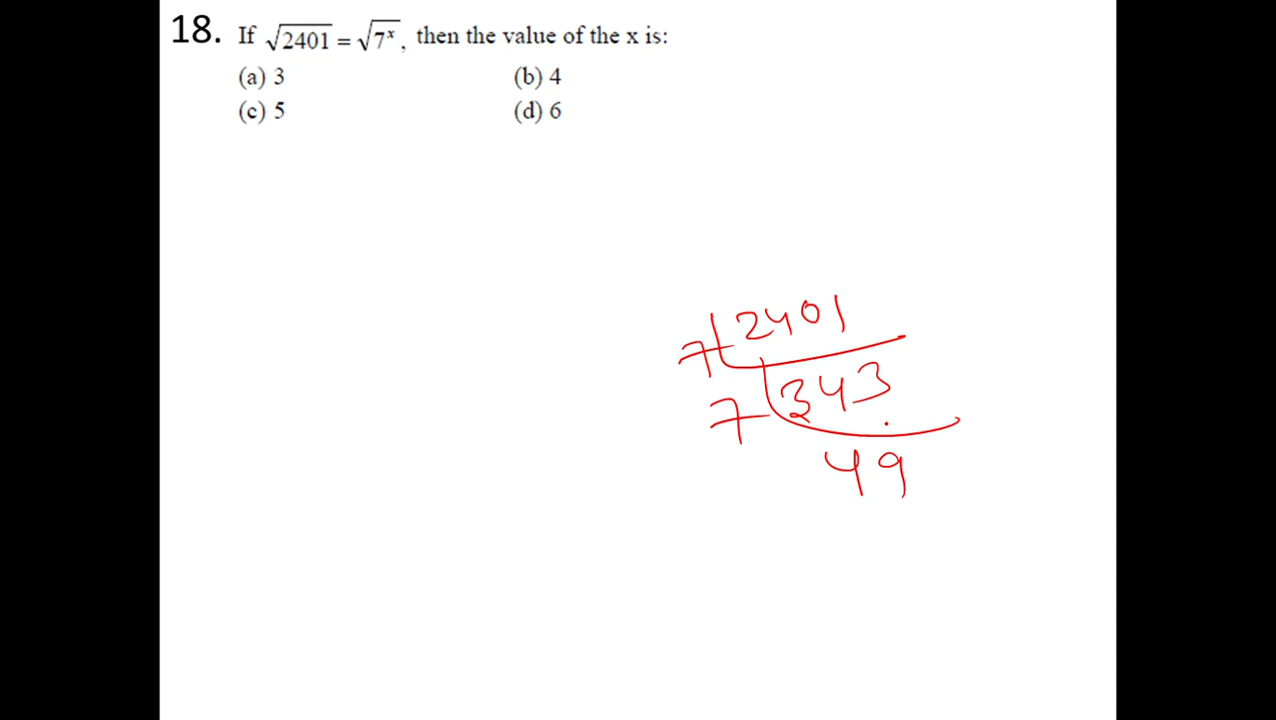 18. If √2401 = √7ˣ, then the value of the x is:
(a) 3 (b) 4
(c) 5 (d) 6
7 2401
7 343
49